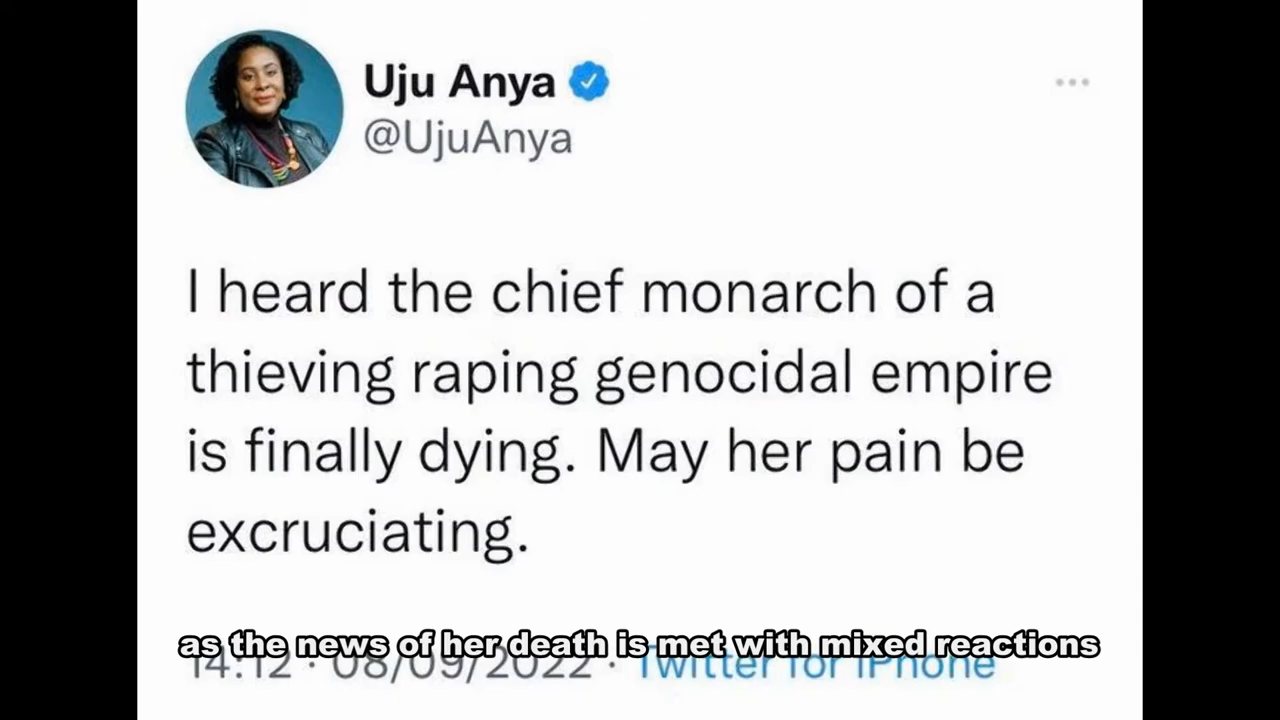 Uju Anya
@UjuAnya
I heard the chief monarch of a
thieving raping genocidal empire
is finally dying. May her pain be
excruciating.
as the news of her death is met with mixed reactions
14:12 · 08/09/2022 · Twitter for iPhone